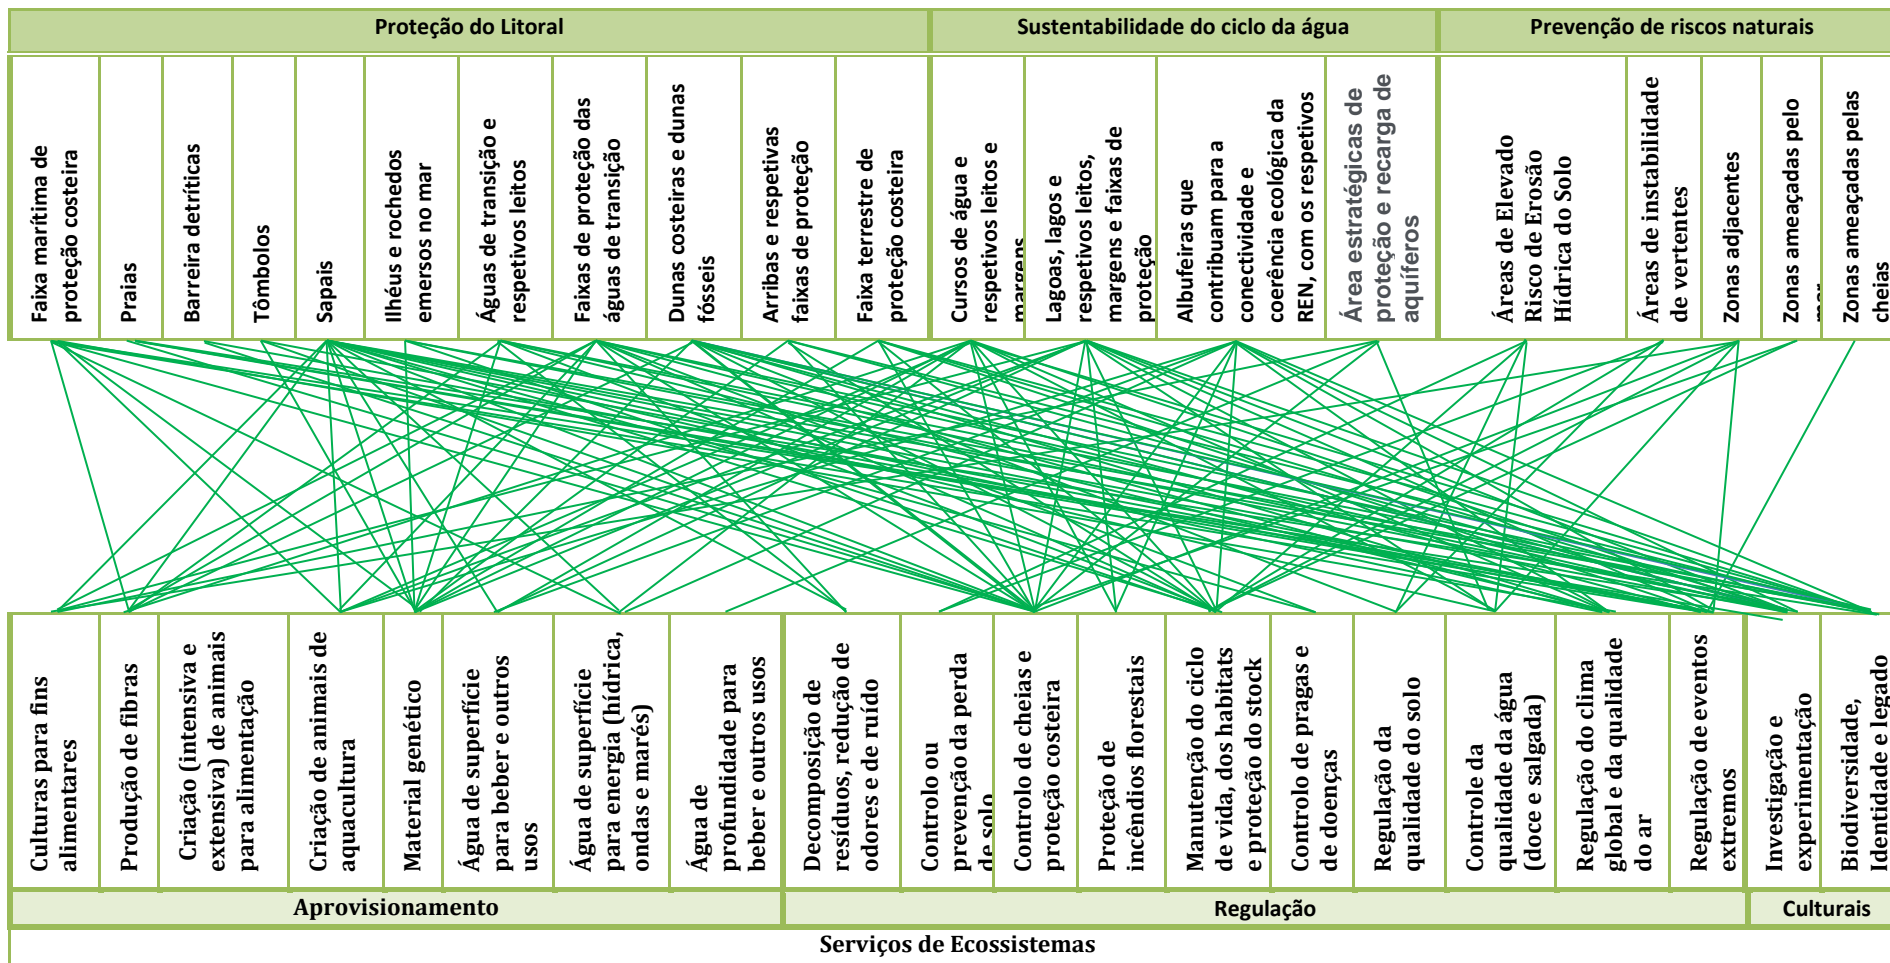 Proteção do Litoral
Sustentabilidade do ciclo da água
Prevenção de riscos naturais
Faixa marítima de
proteção costeira
Praias
Barreira detríticas
Tômbolos
Sapais
Ilhéus e rochedos
emersos no mar
Águas de transição e
respetivos leitos
Faixas de proteção das
águas de transição
Dunas costeiras e dunas
fósseis
Arribas e respetivas
faixas de proteção
Faixa terrestre de
proteção costeira
Cursos de água e
respetivos leitos e
margens
Lagoas, lagos e
respetivos leitos,
margens e faixas de
proteção
Albufeiras que
contribuam para a
conectividade e
coerência ecológica da
REN, com os respetivos
Área estratégicas de
proteção e recarga de
aquíferos
Áreas de Elevado
Risco de Erosão
Hídrica do Solo
Áreas de instabilidade
de vertentes
Zonas adjacentes
Zonas ameaçadas pelo
mar
Zonas ameaçadas pelas
cheias
Culturas para fins
alimentares
Produção de fibras
Criação (intensiva e
extensiva) de animais
para alimentação
Criação de animais de
aquacultura
Material genético
Água de superfície
para beber e outros
usos
Água de superfície
para energia (hídrica,
ondas e marés)
Água de
profundidade para
beber e outros usos
Decomposição de
resíduos, redução de
odores e de ruído
Controlo ou
prevenção da perda
de solo
Controlo de cheias e
proteção costeira
Proteção de
incêndios florestais
Manutenção do ciclo
de vida, dos habitats
e proteção do stock
Controlo de pragas e
de doenças
Regulação da
qualidade do solo
Controle da
qualidade da água
(doce e salgada)
Regulação do clima
global e da qualidade
do ar
Regulação de eventos
extremos
Investigação e
experimentação
Biodiversidade,
Identidade e legado
Aprovisionamento
Regulação
Culturais
Serviços de Ecossistemas